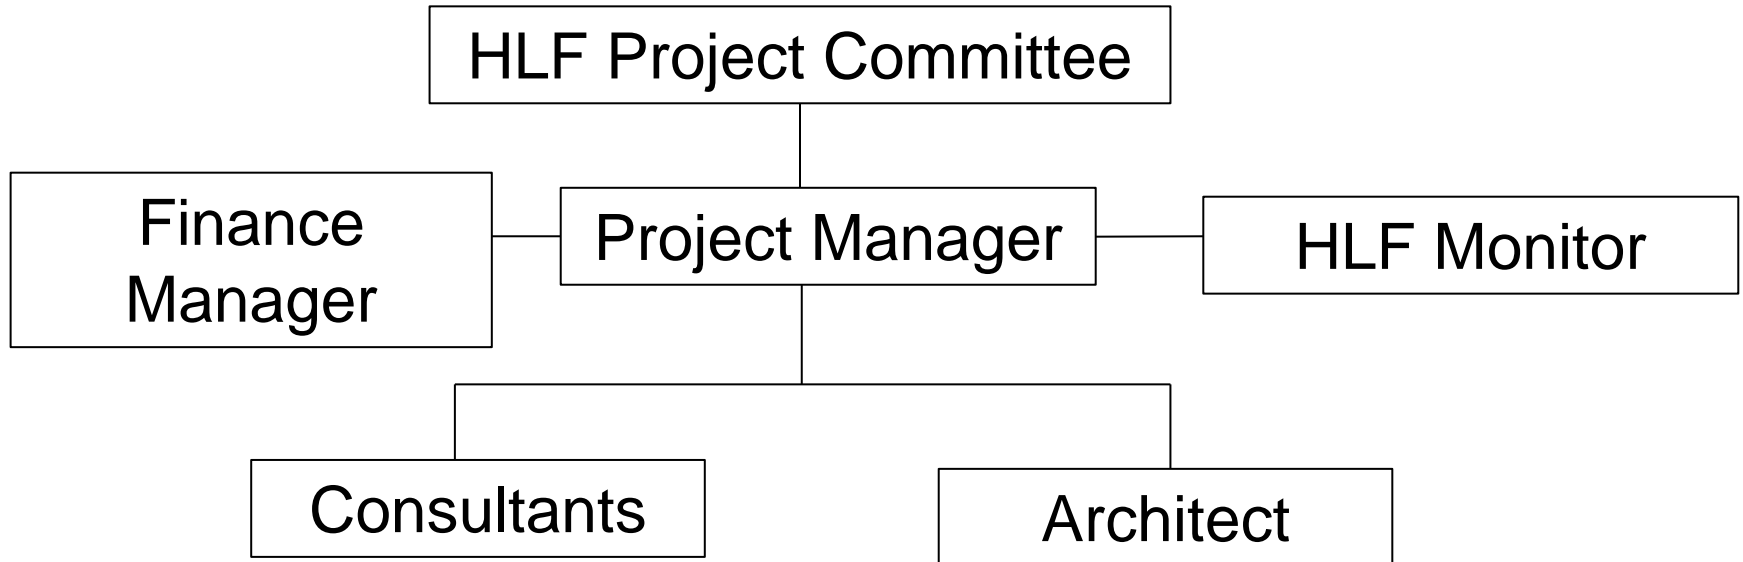 HLF Project Committee
Finance
Manager
Project Manager
HLF Monitor
Consultants
Architect